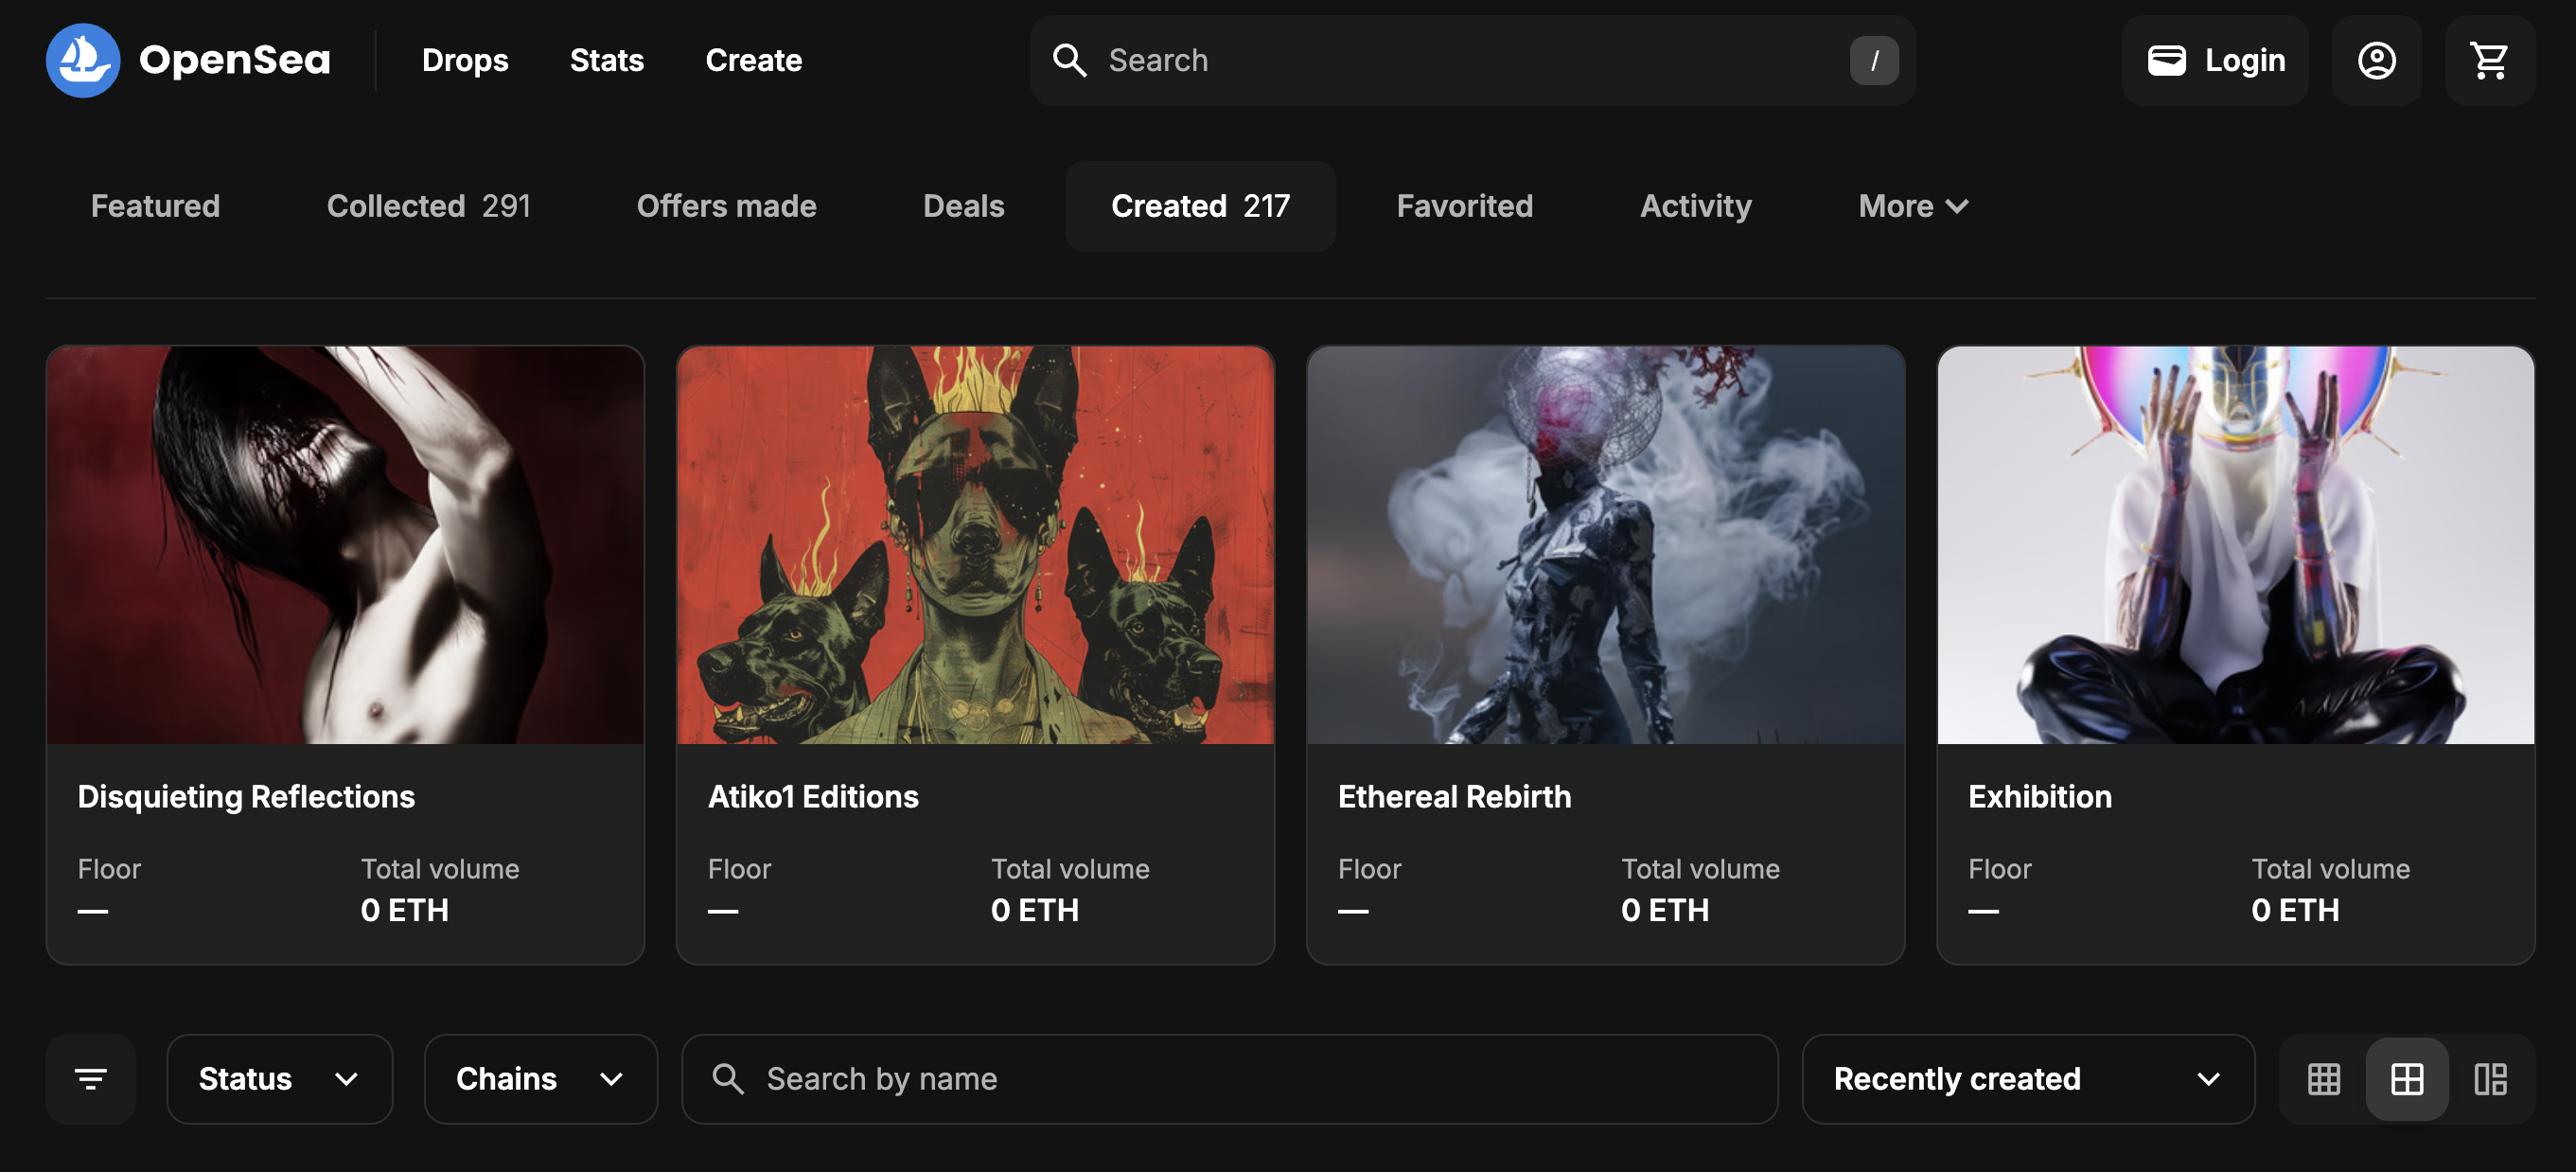 OpenSea
Drops
Stats
Create
Search
/
Login
Featured
Collected 291
Offers made
Deals
Created 217
Favorited
Activity
More
Disquieting Reflections
Floor
Total volume
—
0 ETH
Atiko1 Editions
Floor
Total volume
—
0 ETH
Ethereal Rebirth
Floor
Total volume
—
0 ETH
Exhibition
Floor
Total volume
—
0 ETH
Status
Chains
Search by name
Recently created